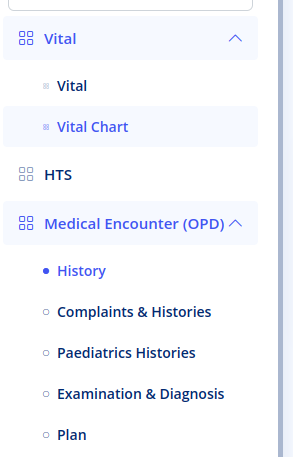 Vital
Vital
Vital Chart
HTS
Medical Encounter (OPD)
History
Complaints & Histories
Paediatrics Histories
Examination & Diagnosis
Plan